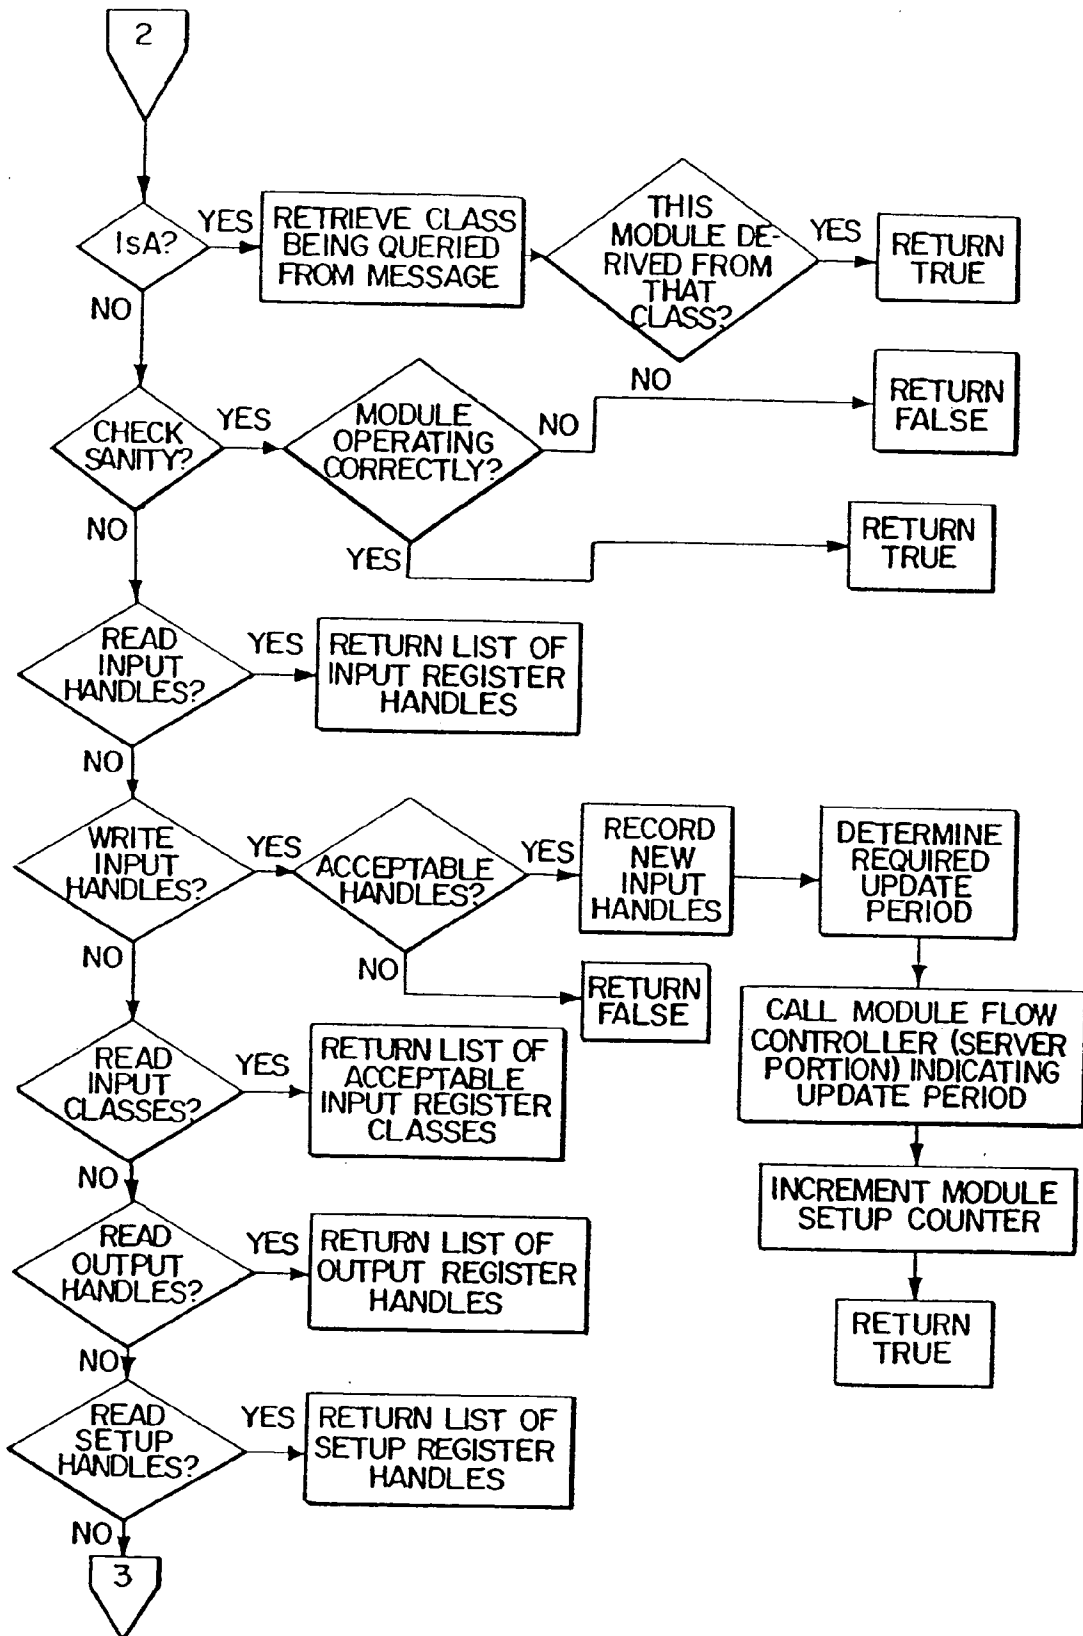 2
IsA?
YES
RETRIEVE CLASS
BEING QUERIED
FROM MESSAGE
THIS
MODULE DE-
RIVED FROM
THAT
CLASS?
YES
RETURN
TRUE
NO
NO
RETURN
FALSE
CHECK
SANITY?
YES
MODULE
OPERATING
CORRECTLY?
NO
NO
YES
RETURN
TRUE
READ
INPUT
HANDLES?
YES
RETURN LIST OF
INPUT REGISTER
HANDLES
NO
WRITE
INPUT
HANDLES?
YES
ACCEPTABLE
HANDLES?
YES
RECORD
NEW
INPUT
HANDLES
DETERMINE
REQUIRED
UPDATE
PERIOD
NO
NO
RETURN
FALSE
CALL MODULE FLOW
CONTROLLER (SERVER
PORTION) INDICATING
UPDATE PERIOD
READ
INPUT
CLASSES?
YES
RETURN LIST OF
ACCEPTABLE
INPUT REGISTER
CLASSES
INCREMENT MODULE
SETUP COUNTER
NO
READ
OUTPUT
HANDLES?
YES
RETURN LIST OF
OUTPUT REGISTER
HANDLES
RETURN
TRUE
NO
READ
SETUP
HANDLES?
YES
RETURN LIST OF
SETUP REGISTER
HANDLES
NO
3